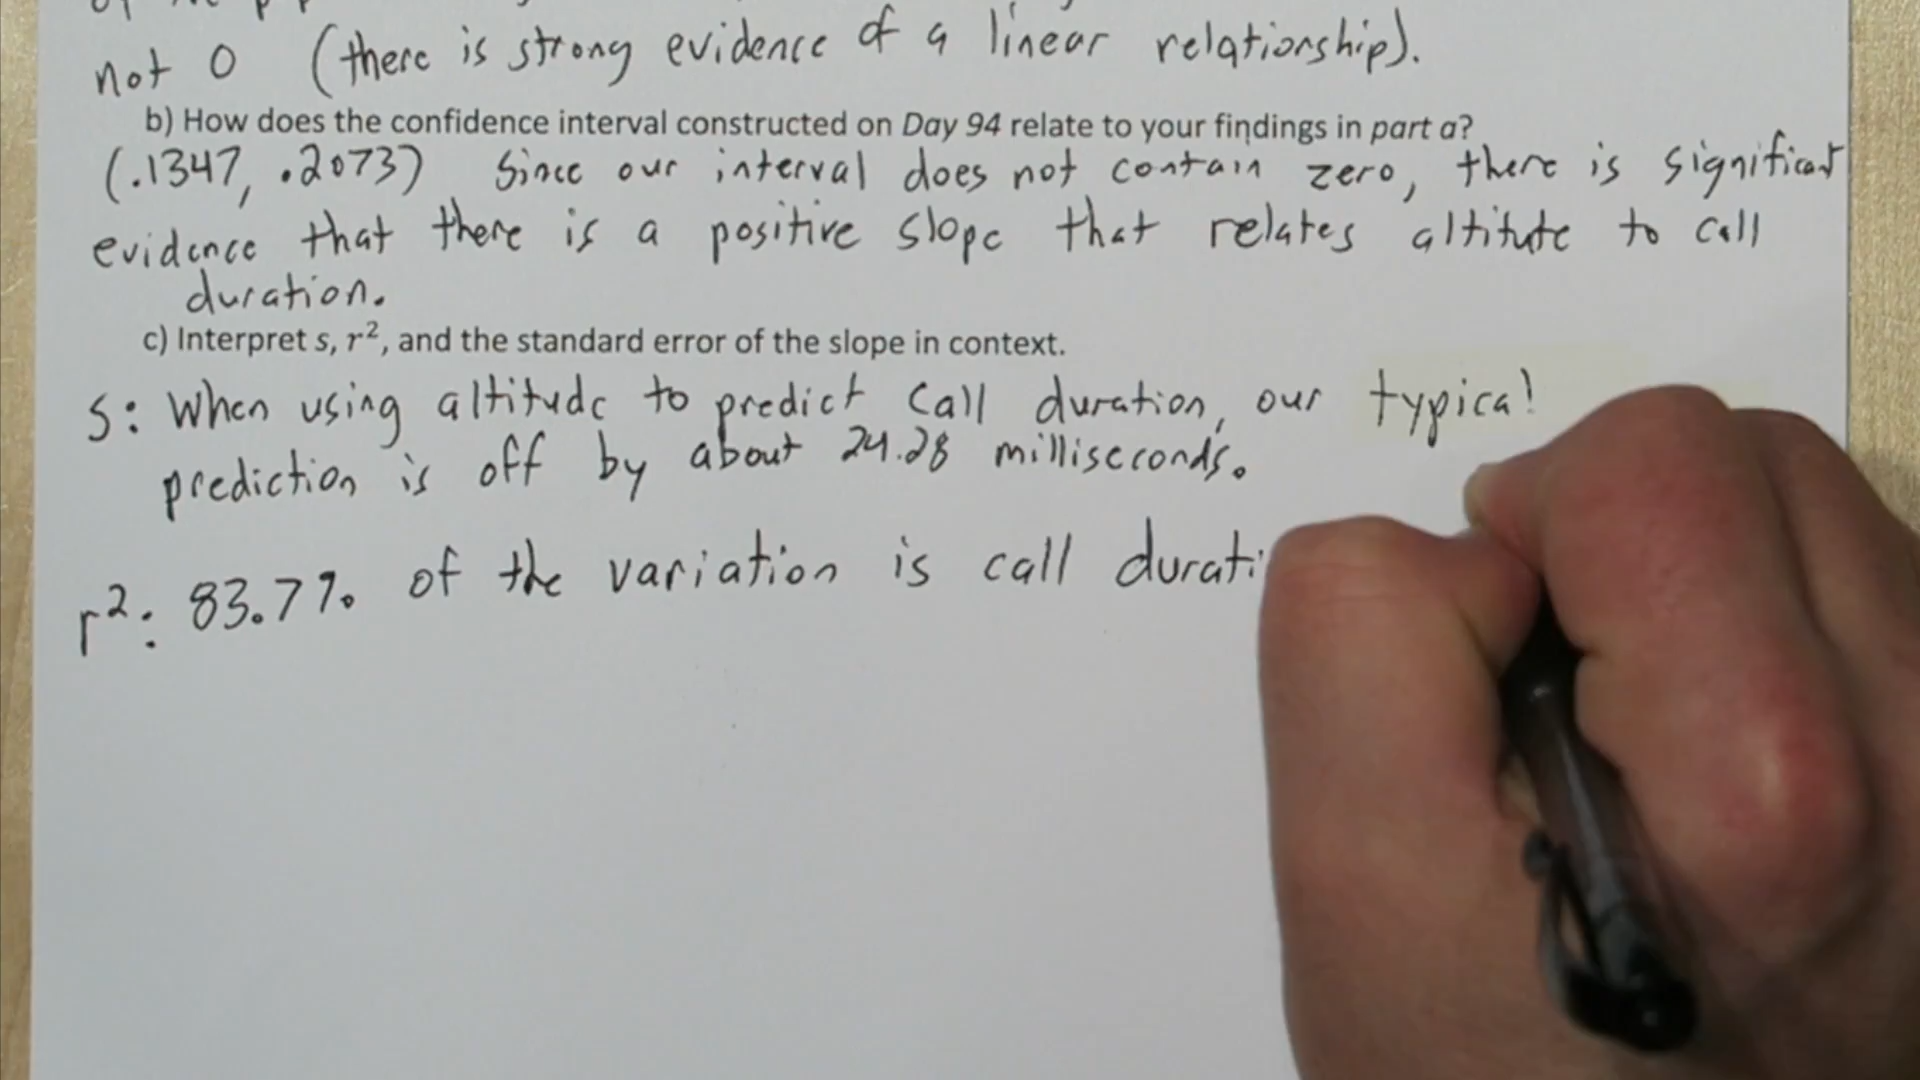 not 0 (there is strong evidence of a linear relationship).
b) How does the confidence interval constructed on Day 94 relate to your findings in part a?
(.1347, .2073) Since our interval does not contain zero, there is significant
evidence that there is a positive slope that relates altitute to call
duration.
c) Interpret s, r², and the standard error of the slope in context.
S: When using altitude to predict call duration, our typical
prediction is off by about 24.28 milliseconds.
r²: 83.7% of the variation is call durati